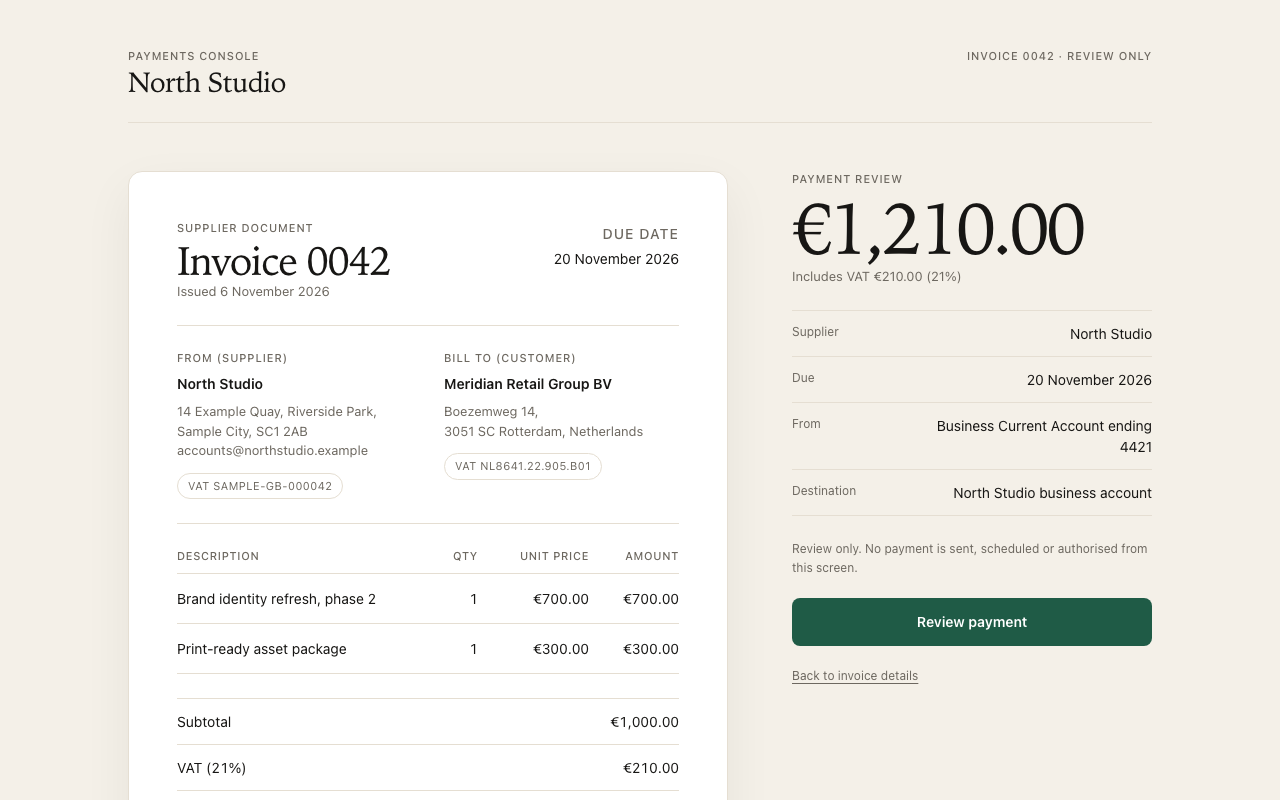 PAYMENTS CONSOLE
North Studio
INVOICE 0042 · REVIEW ONLY
SUPPLIER DOCUMENT
Invoice 0042
Issued 6 November 2026
DUE DATE
20 November 2026
FROM (SUPPLIER)
North Studio
14 Example Quay, Riverside Park,
Sample City, SC1 2AB
accounts@northstudio.example
VAT SAMPLE-GB-000042
BILL TO (CUSTOMER)
Meridian Retail Group BV
Boezemweg 14,
3051 SC Rotterdam, Netherlands
VAT NL8641.22.905.B01
DESCRIPTION QTY UNIT PRICE AMOUNT
Brand identity refresh, phase 2 1 €700.00 €700.00
Print-ready asset package 1 €300.00 €300.00
Subtotal €1,000.00
VAT (21%) €210.00
PAYMENT REVIEW
€1,210.00
Includes VAT €210.00 (21%)
Supplier North Studio
Due 20 November 2026
From Business Current Account ending
4421
Destination North Studio business account
Review only. No payment is sent, scheduled or authorised from
this screen.
Review payment
Back to invoice details